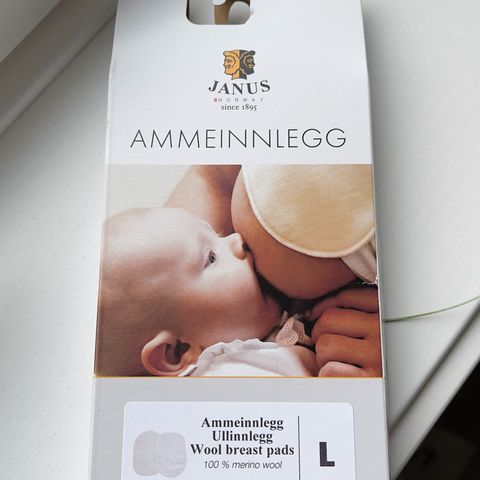 JANUS
NORWAY
since 1895
AMMEINNLEGG
Ammeinnlegg
Ullinnlegg
Wool breast pads
100 % merino wool
L